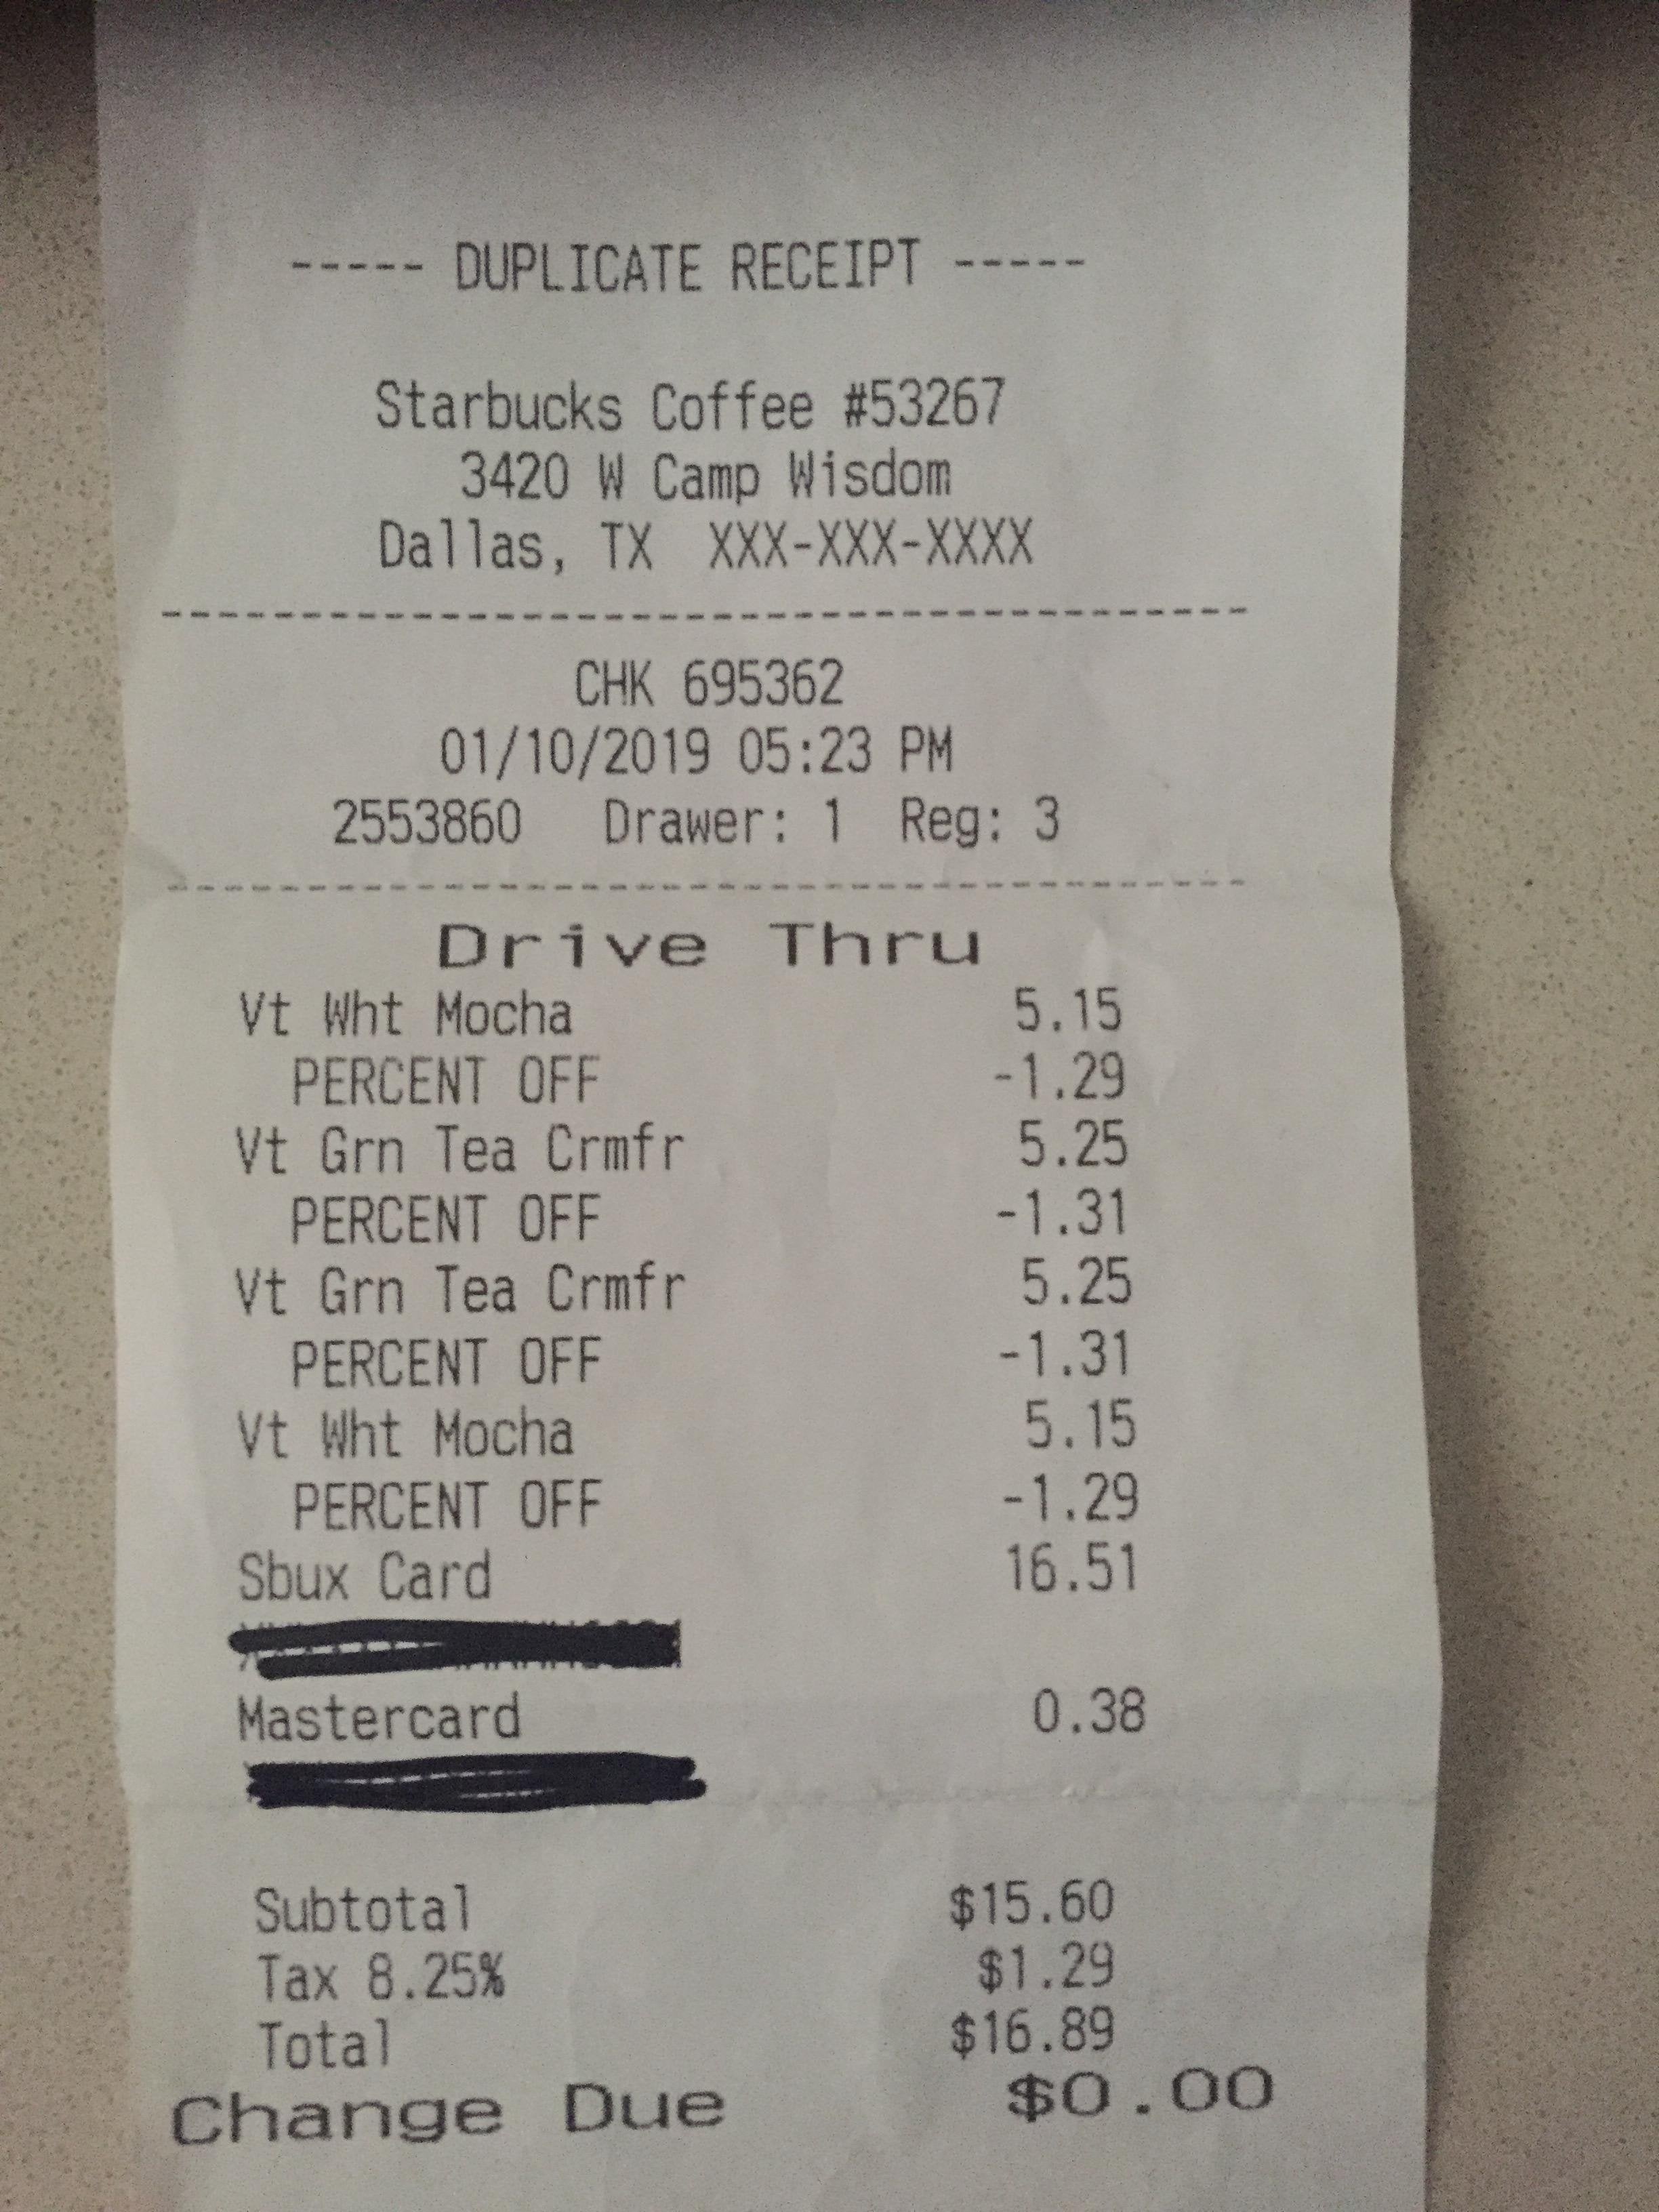 ----- DUPLICATE RECEIPT -----
Starbucks Coffee #53267
3420 W Camp Wisdom
Dallas, TX XXX-XXX-XXXX
---------------------------------------
CHK 695362
01/10/2019 05:23 PM
2553860 Drawer: 1 Reg: 3
---------------------------------------
Drive Thru
Vt Wht Mocha 5.15
PERCENT OFF -1.29
Vt Grn Tea Crmfr 5.25
PERCENT OFF -1.31
Vt Grn Tea Crmfr 5.25
PERCENT OFF -1.31
Vt Wht Mocha 5.15
PERCENT OFF -1.29
Sbux Card 16.51
Mastercard 0.38
Subtotal $15.60
Tax 8.25% $1.29
Total $16.89
Change Due $0.00